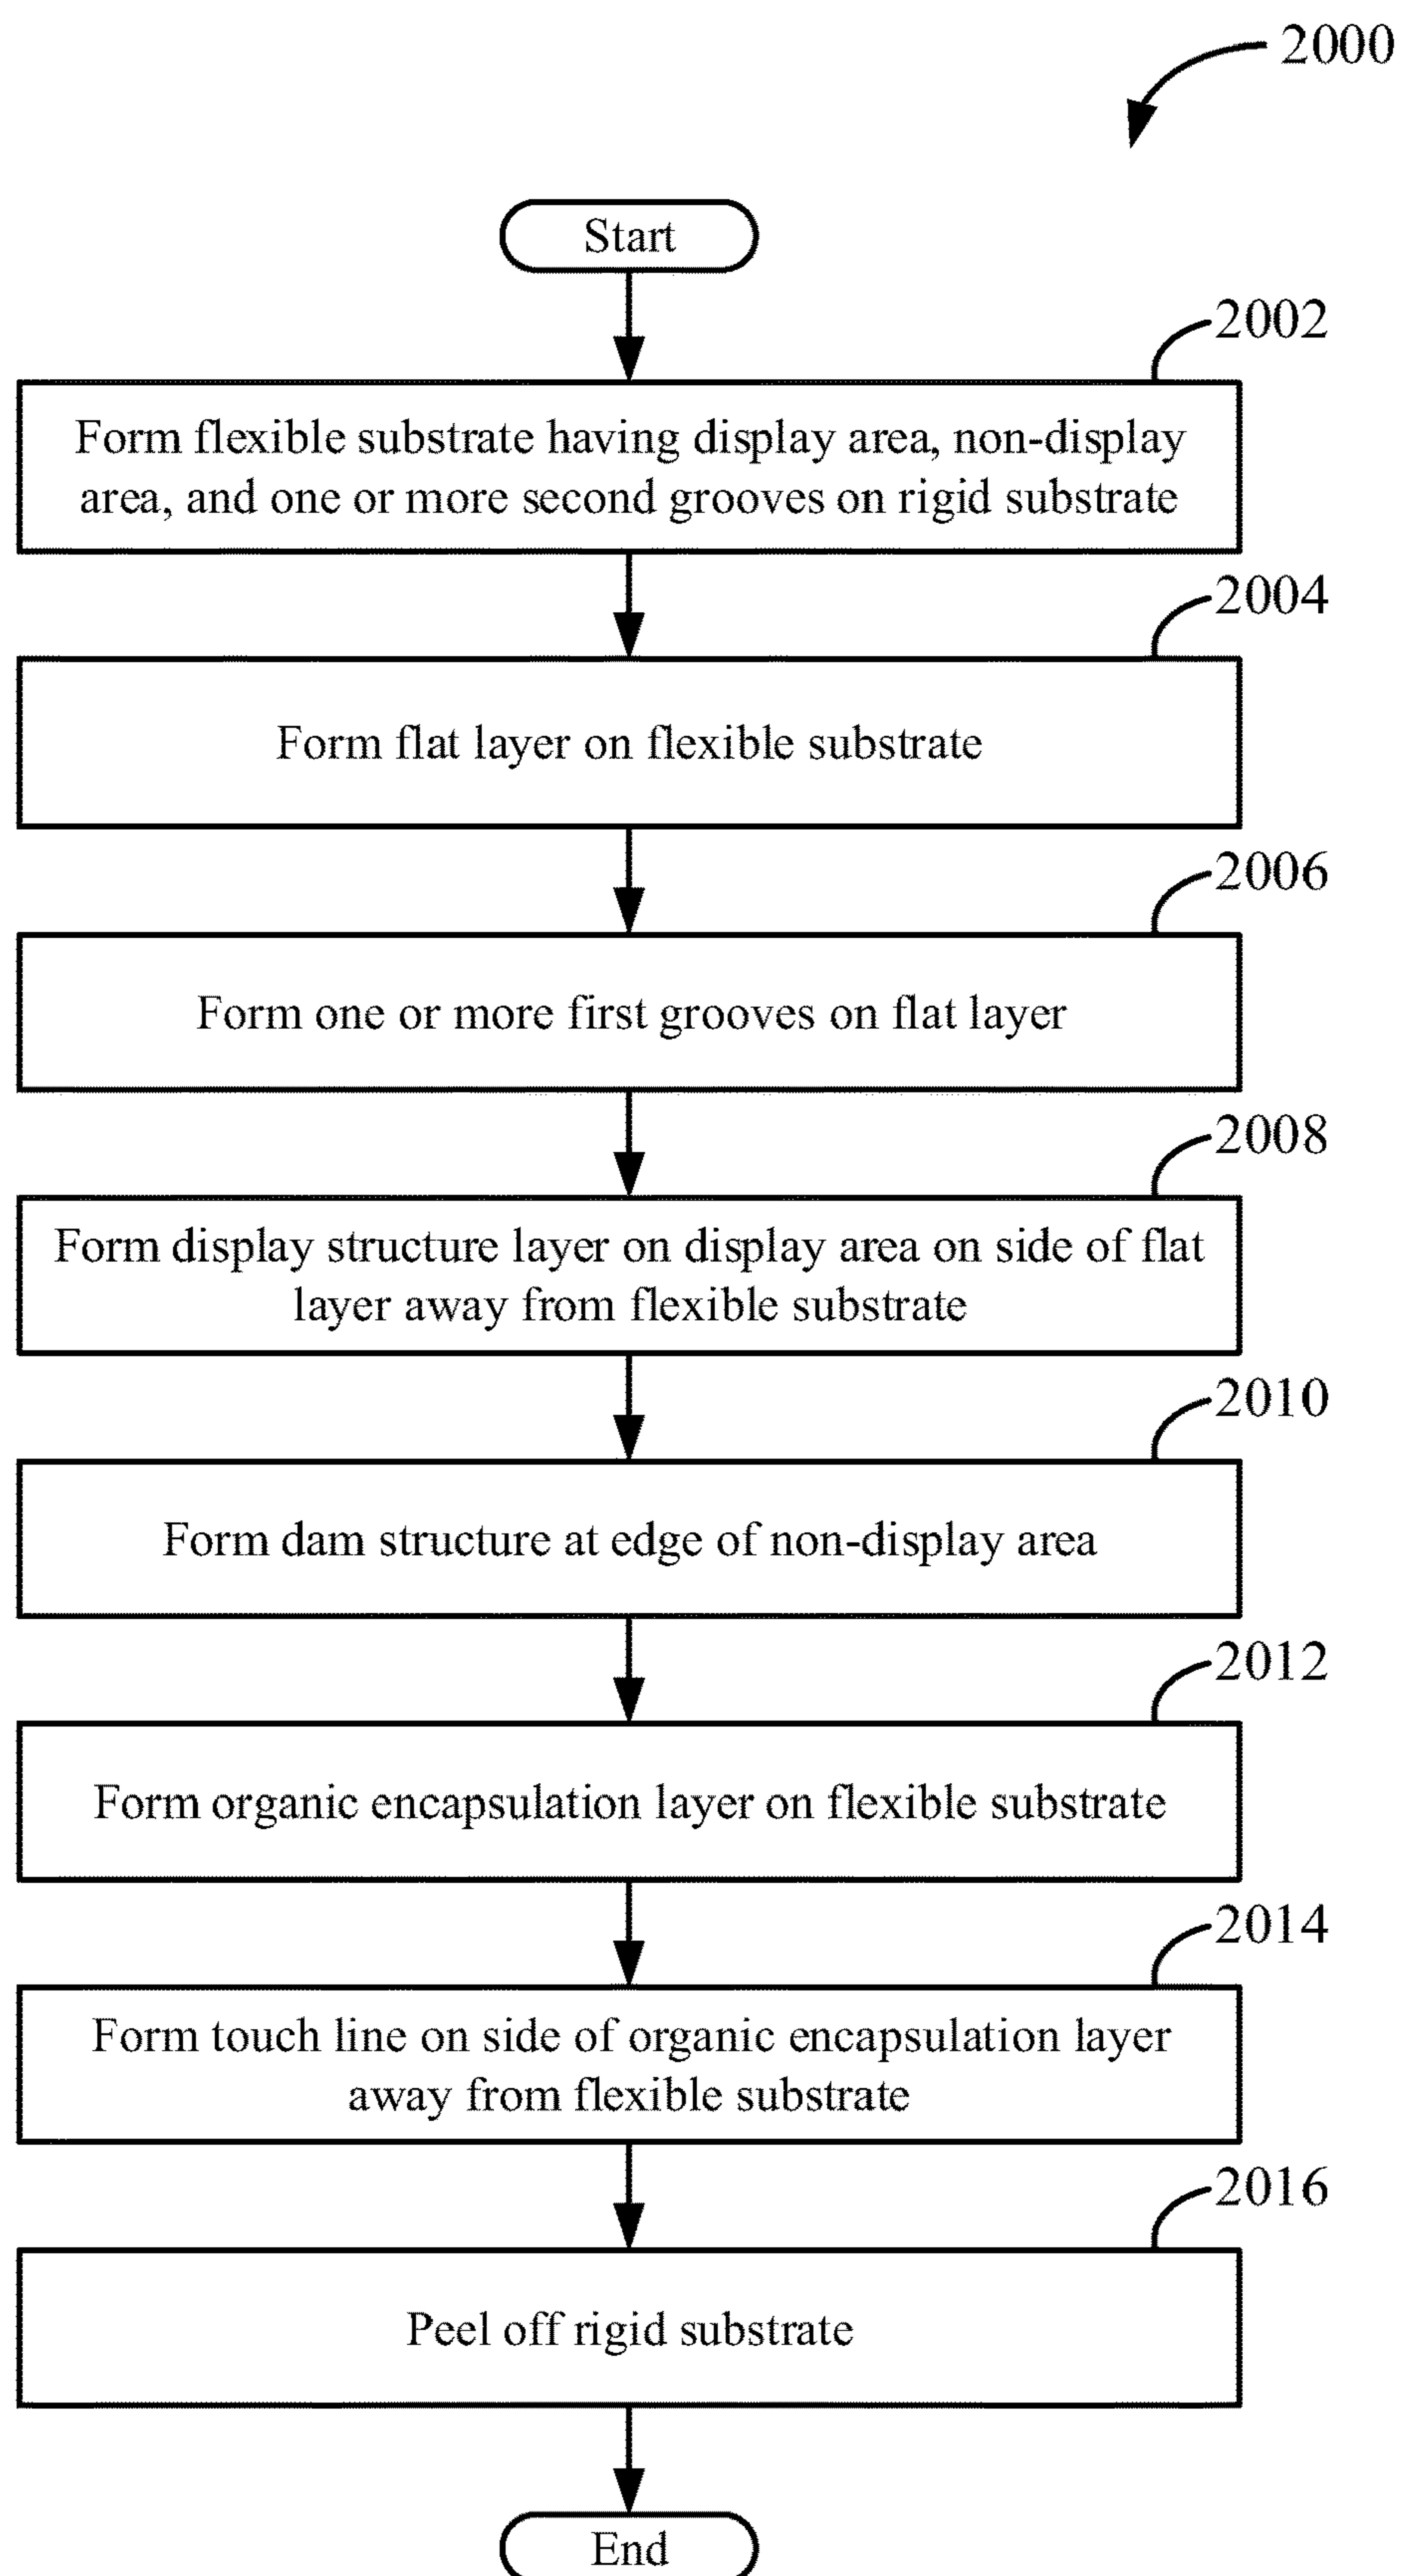 2000
Start
2002
Form flexible substrate having display area, non-display
area, and one or more second grooves on rigid substrate
2004
Form flat layer on flexible substrate
2006
Form one or more first grooves on flat layer
2008
Form display structure layer on display area on side of flat
layer away from flexible substrate
2010
Form dam structure at edge of non-display area
2012
Form organic encapsulation layer on flexible substrate
2014
Form touch line on side of organic encapsulation layer
away from flexible substrate
2016
Peel off rigid substrate
End